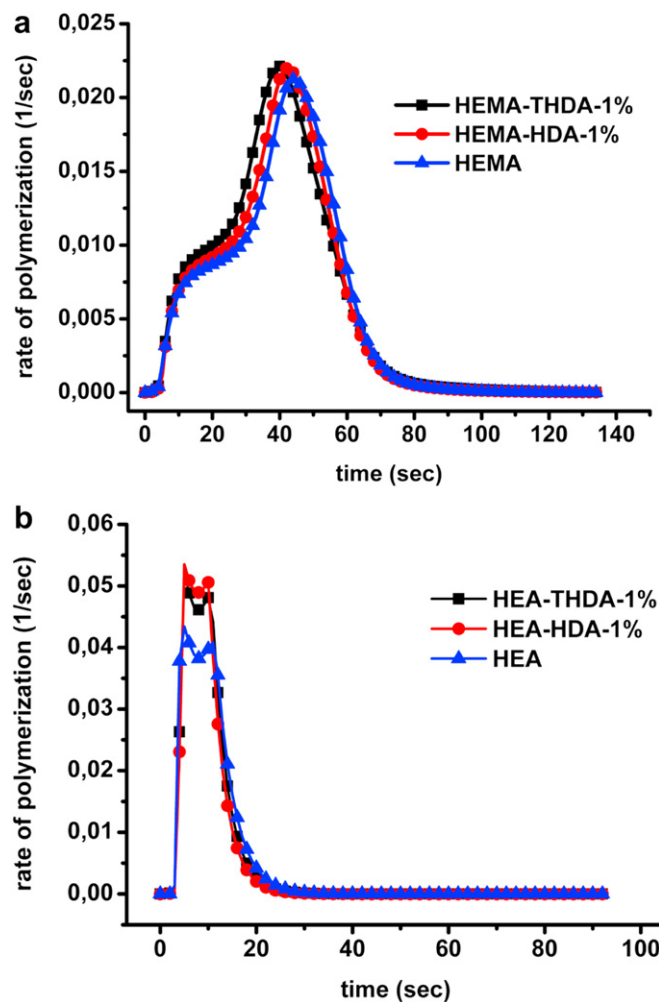 a
0,025
0,020
0,015
0,010
0,005
0,000
rate of polymerization (1/sec)
HEMA-THDA-1%
HEMA-HDA-1%
HEMA
0 20 40 60 80 100 120 140
time (sec)
b
0,06
0,05
0,04
0,03
0,02
0,01
0,00
rate of polymerization (1/sec)
HEA-THDA-1%
HEA-HDA-1%
HEA
0 20 40 60 80 100
time (sec)